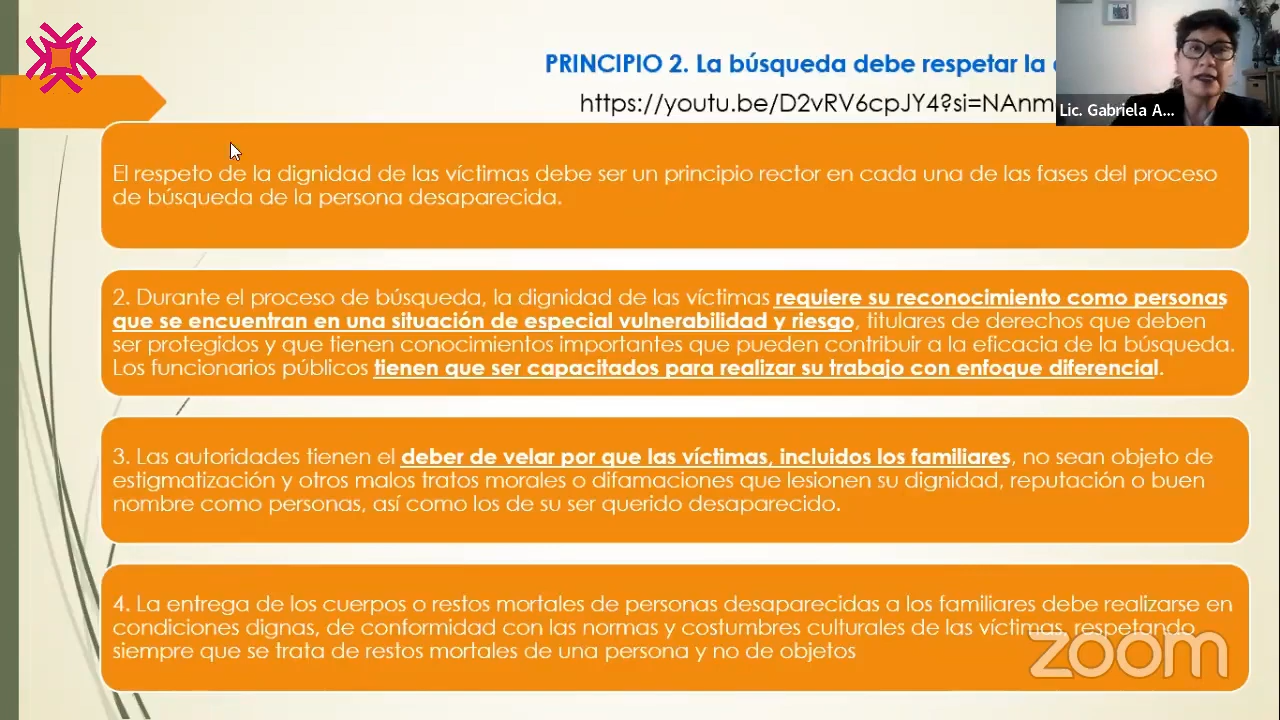 PRINCIPIO 2. La búsqueda debe respetar la
https://youtu.be/D2vRV6cpJY4?si=NAnm
Lic. Gabriela A...
El respeto de la dignidad de las víctimas debe ser un principio rector en cada una de las fases del proceso
de búsqueda de la persona desaparecida.
2. Durante el proceso de búsqueda, la dignidad de las víctimas requiere su reconocimiento como personas
que se encuentran en una situación de especial vulnerabilidad y riesgo, titulares de derechos que deben
ser protegidos y que tienen conocimientos importantes que pueden contribuir a la eficacia de la búsqueda.
Los funcionarios públicos tienen que ser capacitados para realizar su trabajo con enfoque diferencial.
3. Las autoridades tienen el deber de velar por que las víctimas, incluidos los familiares, no sean objeto de
estigmatización y otros malos tratos morales o difamaciones que lesionen su dignidad, reputación o buen
nombre como personas, así como los de su ser querido desaparecido.
4. La entrega de los cuerpos o restos mortales de personas desaparecidas a los familiares debe realizarse en
condiciones dignas, de conformidad con las normas y costumbres culturales de las víctimas, respetando
siempre que se trata de restos mortales de una persona y no de objetos
zoom